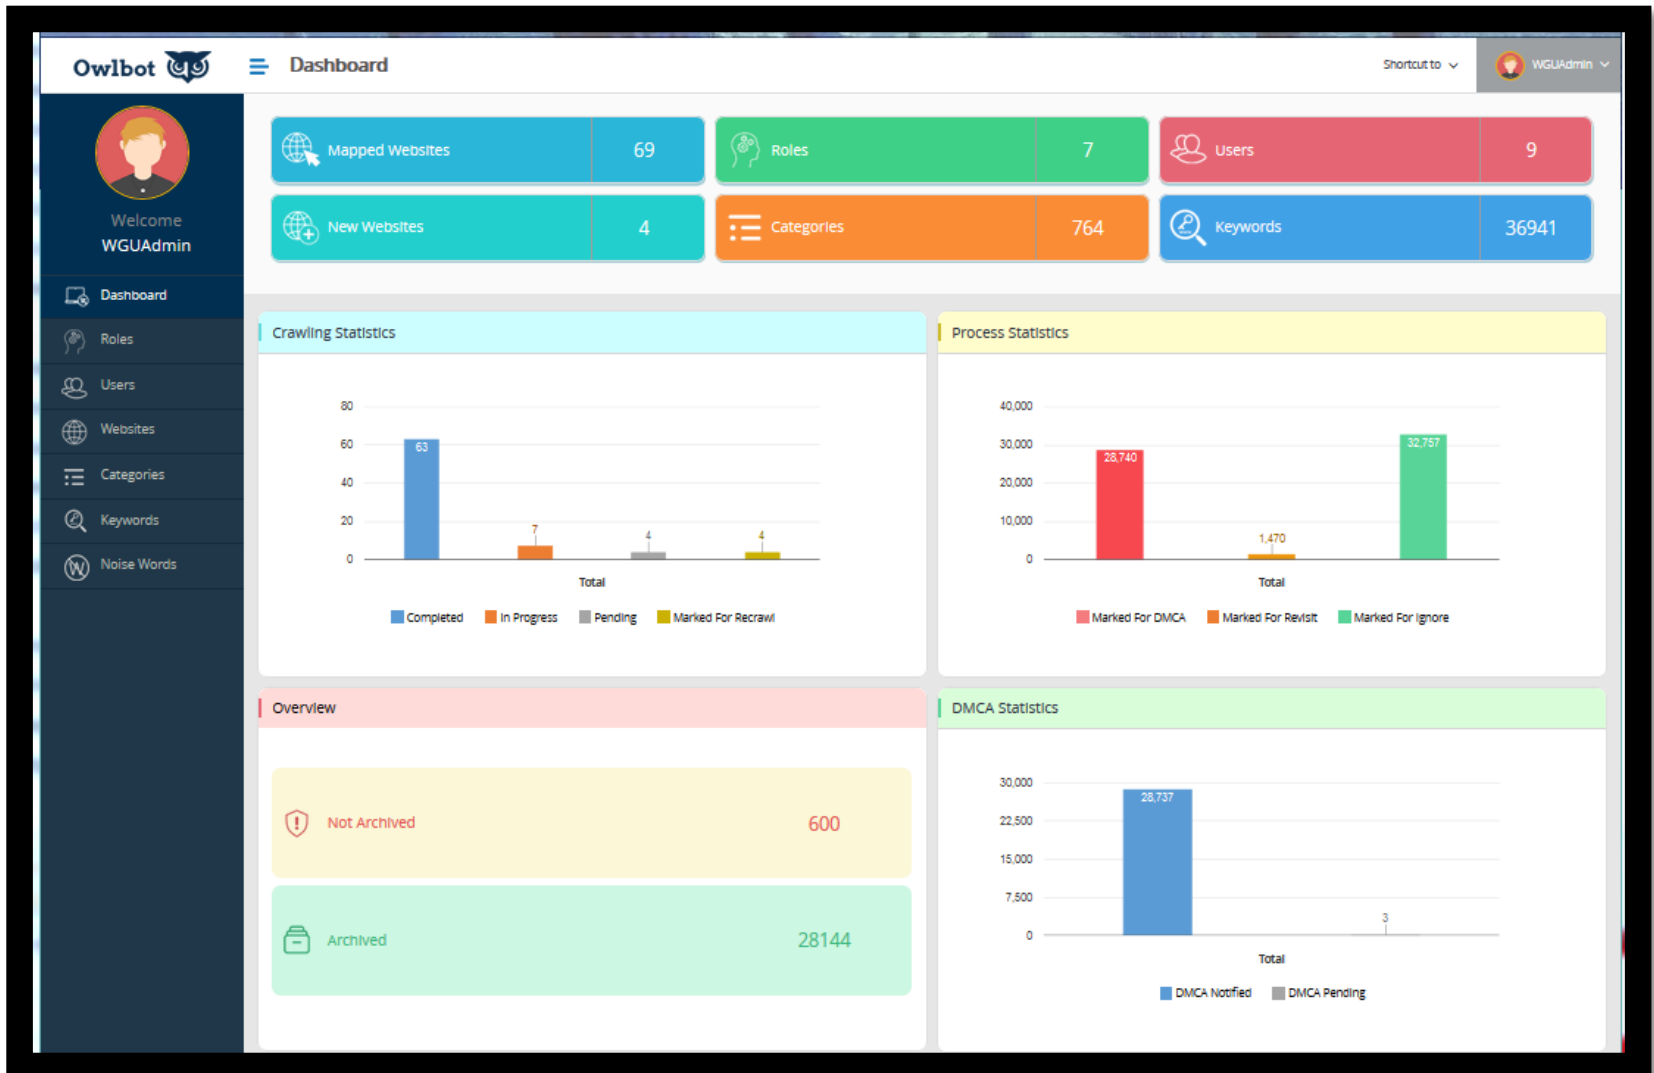 Owlbot
Dashboard
Shortcut to
WGUAdmin
Welcome
WGUAdmin
Dashboard
Roles
Users
Websites
Categories
Keywords
Noise Words
Mapped Websites 69
Roles 7
Users 9
New Websites 4
Categories 764
Keywords 36941
Crawling Statistics
80
60
40
20
0
63
7
4
4
Total
Completed In Progress Pending Marked For Recrawl
Process Statistics
40,000
30,000
20,000
10,000
0
28,740
1,470
32,757
Total
Marked For DMCA Marked For Revisit Marked For Ignore
Overview
Not Archived 600
Archived 28144
DMCA Statistics
30,000
22,500
15,000
7,500
0
28,737
3
Total
DMCA Notified DMCA Pending